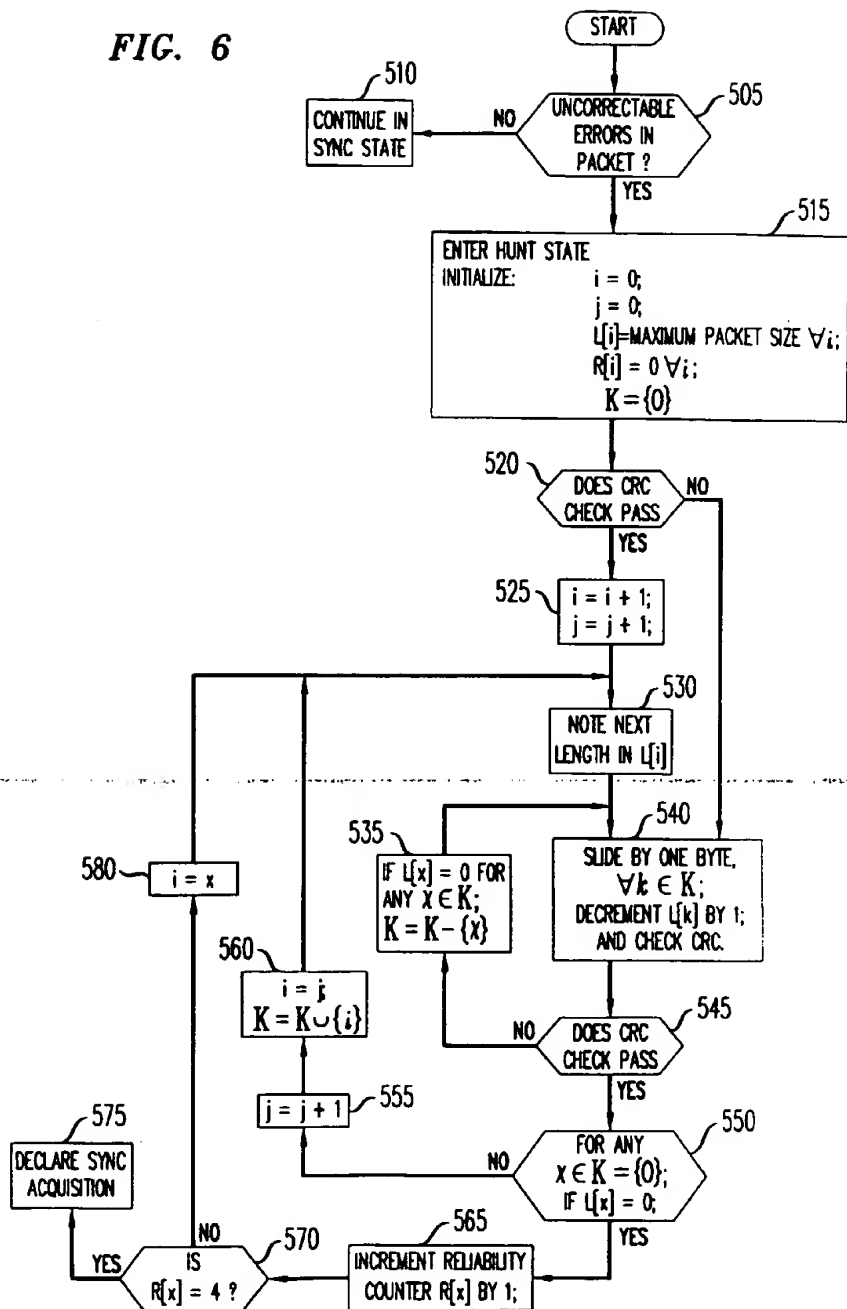 FIG. 6
START
505
UNCORRECTABLE
ERRORS IN
PACKET ?
NO
YES
510
CONTINUE IN
SYNC STATE
515
ENTER HUNT STATE
INITIALIZE: i = 0;
j = 0;
L[i]=MAXIMUM PACKET SIZE ∀i;
R[i] = 0 ∀i;
K = {0}
520
DOES CRC
CHECK PASS
NO
YES
525
i = i + 1;
j = j + 1;
530
NOTE NEXT
LENGTH IN L[i]
535
IF L[x] = 0 FOR
ANY x ∈ K;
K = K - {x}
540
SLIDE BY ONE BYTE,
∀k ∈ K;
DECREMENT L[k] BY 1;
AND CHECK CRC.
545
DOES CRC
CHECK PASS
NO
YES
550
FOR ANY
x ∈ K = {0};
IF L[x] = 0;
NO
YES
555
j = j + 1
560
i = j;
K = K ∪ {i}
565
INCREMENT RELIABILITY
COUNTER R[x] BY 1;
570
IS
R[x] = 4 ?
YES
NO
575
DECLARE SYNC
ACQUISITION
580
i = x